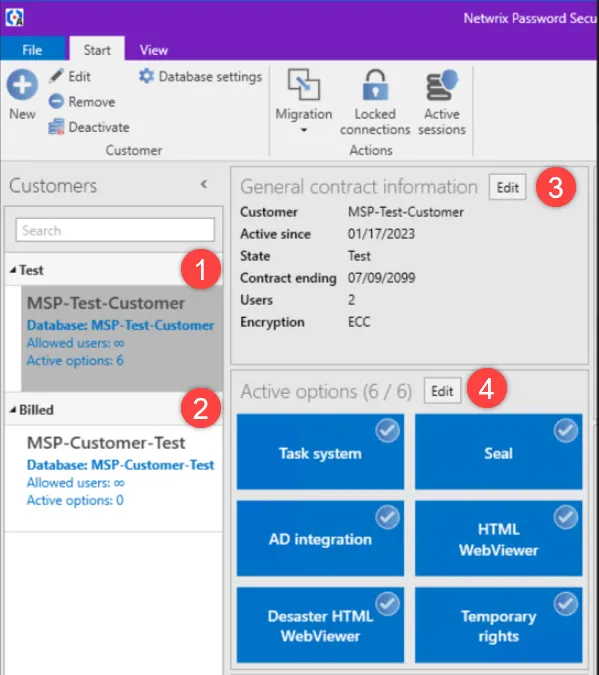 Netwrix Password Secu
File Start View
New
Edit
Remove
Deactivate
Database settings
Customer
Migration
Locked connections
Active sessions
Actions
Customers
Search
Test
1
MSP-Test-Customer
Database: MSP-Test-Customer
Allowed users: ∞
Active options: 6
Billed
2
MSP-Customer-Test
Database: MSP-Customer-Test
Allowed users: ∞
Active options: 0
General contract information Edit 3
Customer MSP-Test-Customer
Active since 01/17/2023
State Test
Contract ending 07/09/2099
Users 2
Encryption ECC
Active options (6 / 6) Edit 4
Task system
Seal
AD integration
HTML
WebViewer
Desaster HTML
WebViewer
Temporary
rights